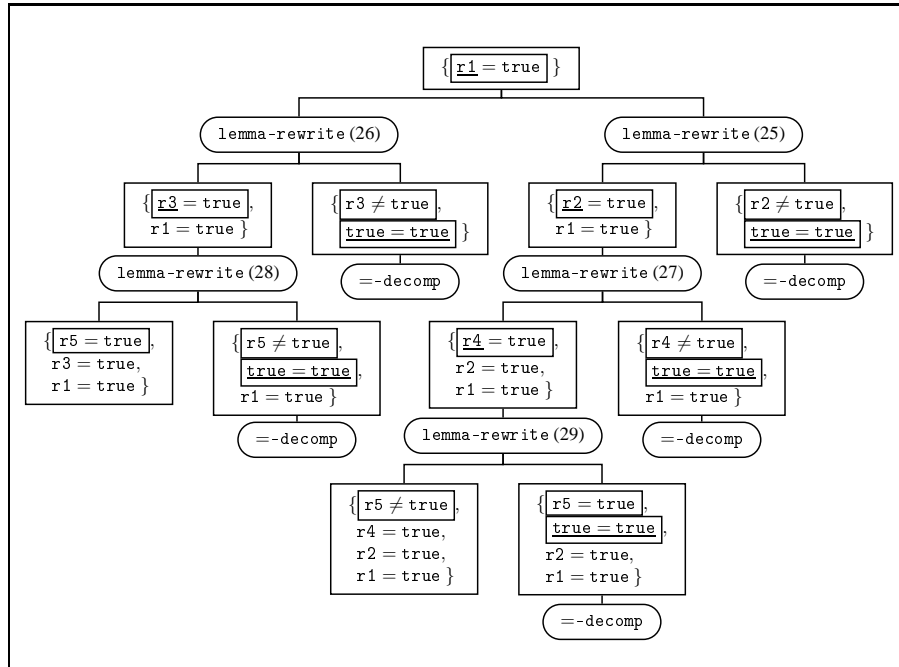 { r1 = true }
lemma-rewrite (26)
lemma-rewrite (25)
{ r3 = true ,
r1 = true }
{ r3 ≠ true ,
true = true }
{ r2 = true ,
r1 = true }
{ r2 ≠ true ,
true = true }
lemma-rewrite (28)
=-decomp
lemma-rewrite (27)
=-decomp
{ r5 = true ,
r3 = true,
r1 = true }
{ r5 ≠ true ,
true = true ,
r1 = true }
{ r4 = true ,
r2 = true,
r1 = true }
{ r4 ≠ true ,
true = true ,
r1 = true }
=-decomp
lemma-rewrite (29)
=-decomp
{ r5 ≠ true ,
r4 = true,
r2 = true,
r1 = true }
{ r5 = true ,
true = true ,
r2 = true,
r1 = true }
=-decomp